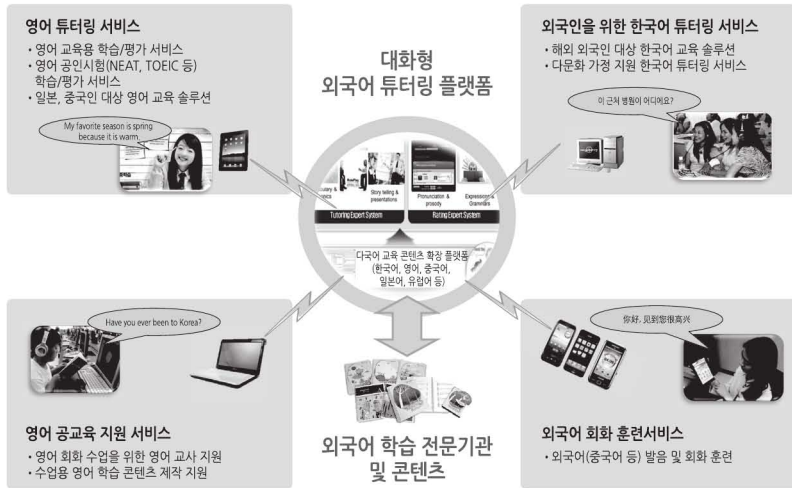 영어 튜터링 서비스
• 영어 교육용 학습/평가 서비스
• 영어 공인시험(NEAT, TOEIC 등)
학습/평가 서비스
• 일본, 중국인 대상 영어 교육 솔루션
My favorite season is spring
because it is warm.
대화형
외국어 튜터링 플랫폼
외국인을 위한 한국어 튜터링 서비스
• 해외 외국인 대상 한국어 교육 솔루션
• 다문화 가정 지원 한국어 튜터링 서비스
이 근처 병원이 어디에요?
Story telling &
presentations
Pronunciation &
prosody
Expressions &
Grammars
Tutoring Expert System
Rating Expert System
다국어 교육 콘텐츠 확장 플랫폼
(한국어, 영어, 중국어,
일본어, 유럽어 등)
Have you ever been to Korea?
영어 공교육 지원 서비스
• 영어 회화 수업을 위한 영어 교사 지원
• 수업용 영어 학습 콘텐츠 제작 지원
외국어 학습 전문기관
및 콘텐츠
你好, 见到您很高兴
외국어 회화 훈련서비스
• 외국어(중국어 등) 발음 및 회화 훈련